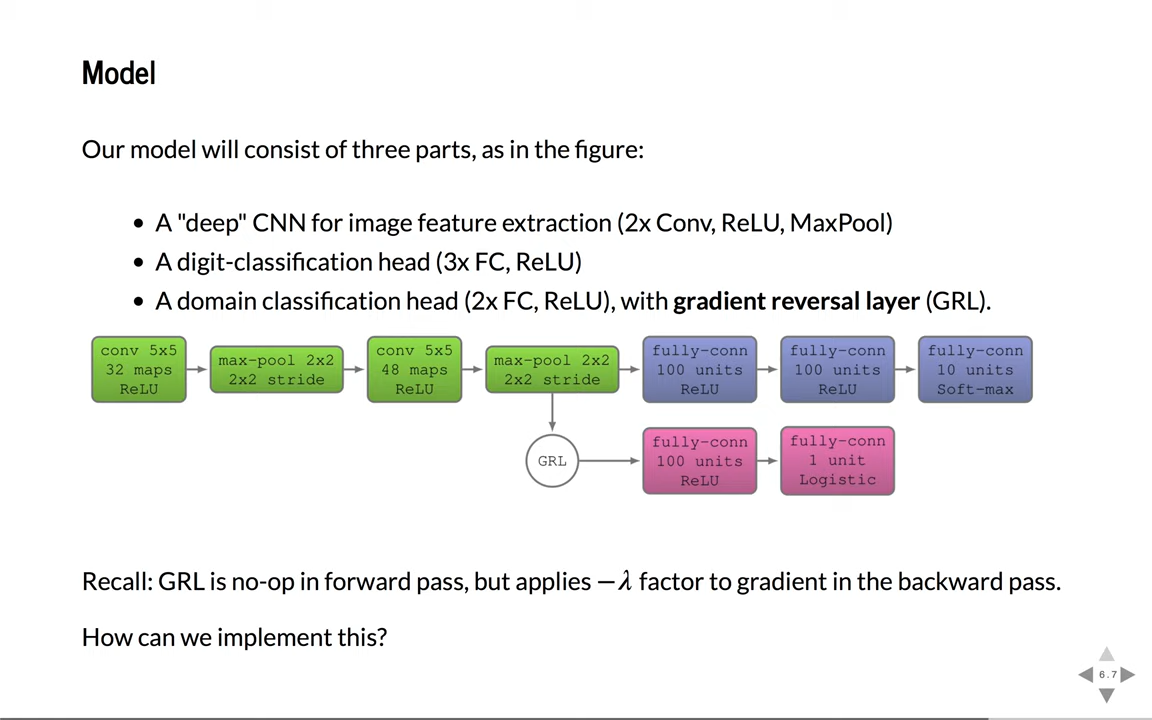 Model
Our model will consist of three parts, as in the figure:
• A "deep" CNN for image feature extraction (2x Conv, ReLU, MaxPool)
• A digit-classification head (3x FC, ReLU)
• A domain classification head (2x FC, ReLU), with gradient reversal layer (GRL).
conv 5x5
32 maps
ReLU
max-pool 2x2
2x2 stride
conv 5x5
48 maps
ReLU
max-pool 2x2
2x2 stride
fully-conn
100 units
ReLU
fully-conn
100 units
ReLU
fully-conn
10 units
Soft-max
GRL
fully-conn
100 units
ReLU
fully-conn
1 unit
Logistic
Recall: GRL is no-op in forward pass, but applies −λ factor to gradient in the backward pass.
How can we implement this?
6.7